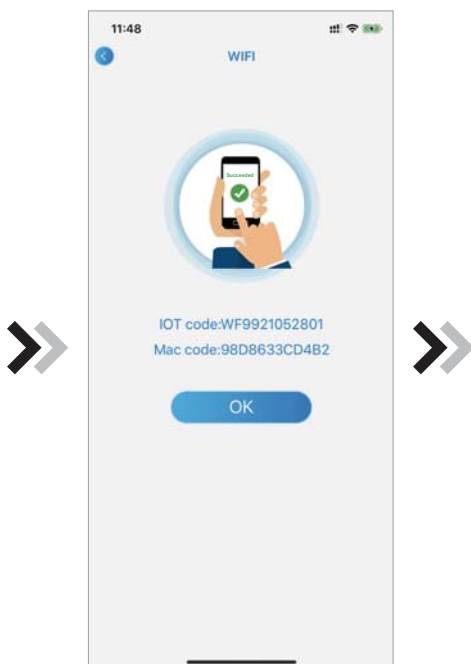 11:48
WIFI
Succeeded
IOT code:WF9921052801
Mac code:98D8633CD4B2
OK